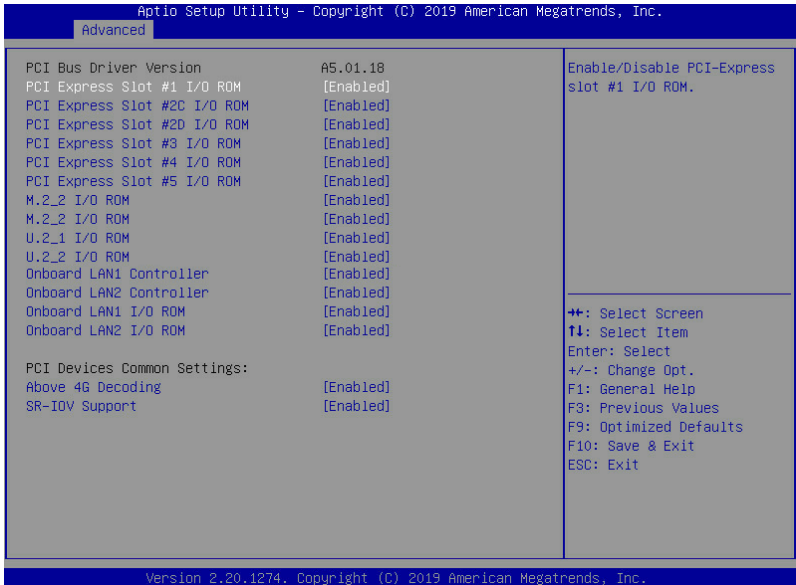 Aptio Setup Utility – Copyright (C) 2019 American Megatrends, Inc.
Advanced
PCI Bus Driver Version A5.01.18
PCI Express Slot #1 I/O ROM [Enabled]
PCI Express Slot #2C I/O ROM [Enabled]
PCI Express Slot #2D I/O ROM [Enabled]
PCI Express Slot #3 I/O ROM [Enabled]
PCI Express Slot #4 I/O ROM [Enabled]
PCI Express Slot #5 I/O ROM [Enabled]
M.2_2 I/O ROM [Enabled]
M.2_2 I/O ROM [Enabled]
U.2_1 I/O ROM [Enabled]
U.2_2 I/O ROM [Enabled]
Onboard LAN1 Controller [Enabled]
Onboard LAN2 Controller [Enabled]
Onboard LAN1 I/O ROM [Enabled]
Onboard LAN2 I/O ROM [Enabled]
PCI Devices Common Settings:
Above 4G Decoding [Enabled]
SR-IOV Support [Enabled]
Enable/Disable PCI-Express
slot #1 I/O ROM.
→←: Select Screen
↑↓: Select Item
Enter: Select
+/-: Change Opt.
F1: General Help
F3: Previous Values
F9: Optimized Defaults
F10: Save & Exit
ESC: Exit
Version 2.20.1274. Copyright (C) 2019 American Megatrends, Inc.